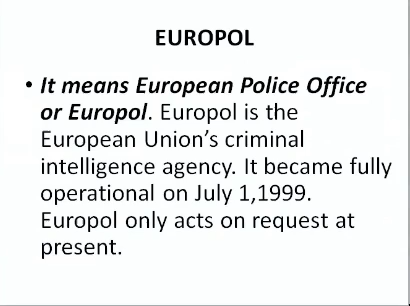 EUROPOL
• It means European Police Office
or Europol. Europol is the
European Union’s criminal
intelligence agency. It became fully
operational on July 1,1999.
Europol only acts on request at
present.